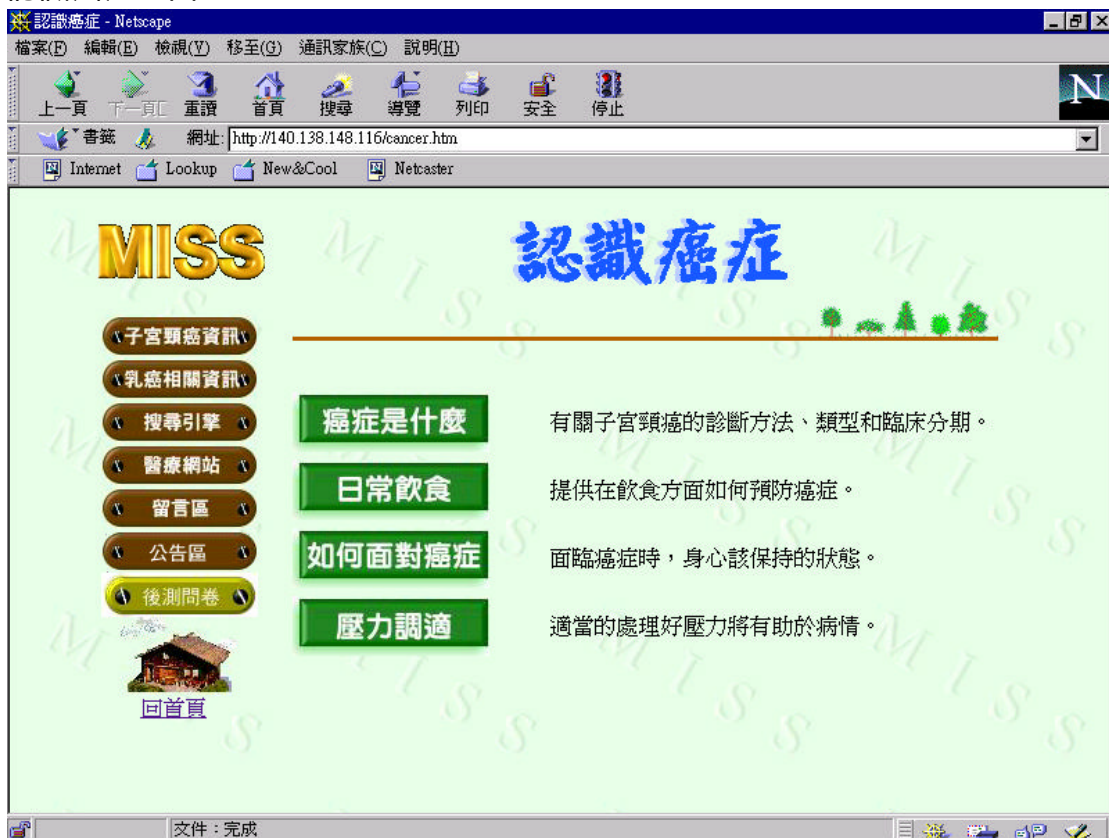 認識癌症 - Netscape
檔案(F) 編輯(E) 檢視(V) 移至(G) 通訊家族(C) 說明(H)
上一頁 下一頁 重讀 首頁 搜尋 導覽 列印 安全 停止
N
書籤 網址: http://140.138.148.116/cancer.htm
Internet Lookup New&Cool Netcaster
MISS
認識癌症
子宮頸癌資訊
乳癌相關資訊
搜尋引擎
醫療網站
留言區
公告區
後測問卷
回首頁
癌症是什麼 有關子宮頸癌的診斷方法、類型和臨床分期。
日常飲食 提供在飲食方面如何預防癌症。
如何面對癌症 面臨癌症時，身心該保持的狀態。
壓力調適 適當的處理好壓力將有助於病情。
文件：完成